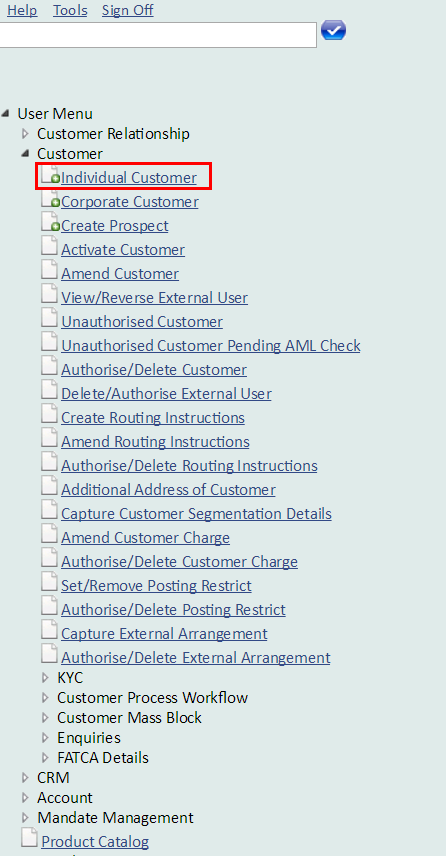 Help Tools Sign Off
User Menu
Customer Relationship
Customer
Individual Customer
Corporate Customer
Create Prospect
Activate Customer
Amend Customer
View/Reverse External User
Unauthorised Customer
Unauthorised Customer Pending AML Check
Authorise/Delete Customer
Delete/Authorise External User
Create Routing Instructions
Amend Routing Instructions
Authorise/Delete Routing Instructions
Additional Address of Customer
Capture Customer Segmentation Details
Amend Customer Charge
Authorise/Delete Customer Charge
Set/Remove Posting Restrict
Authorise/Delete Posting Restrict
Capture External Arrangement
Authorise/Delete External Arrangement
KYC
Customer Process Workflow
Customer Mass Block
Enquiries
FATCA Details
CRM
Account
Mandate Management
Product Catalog